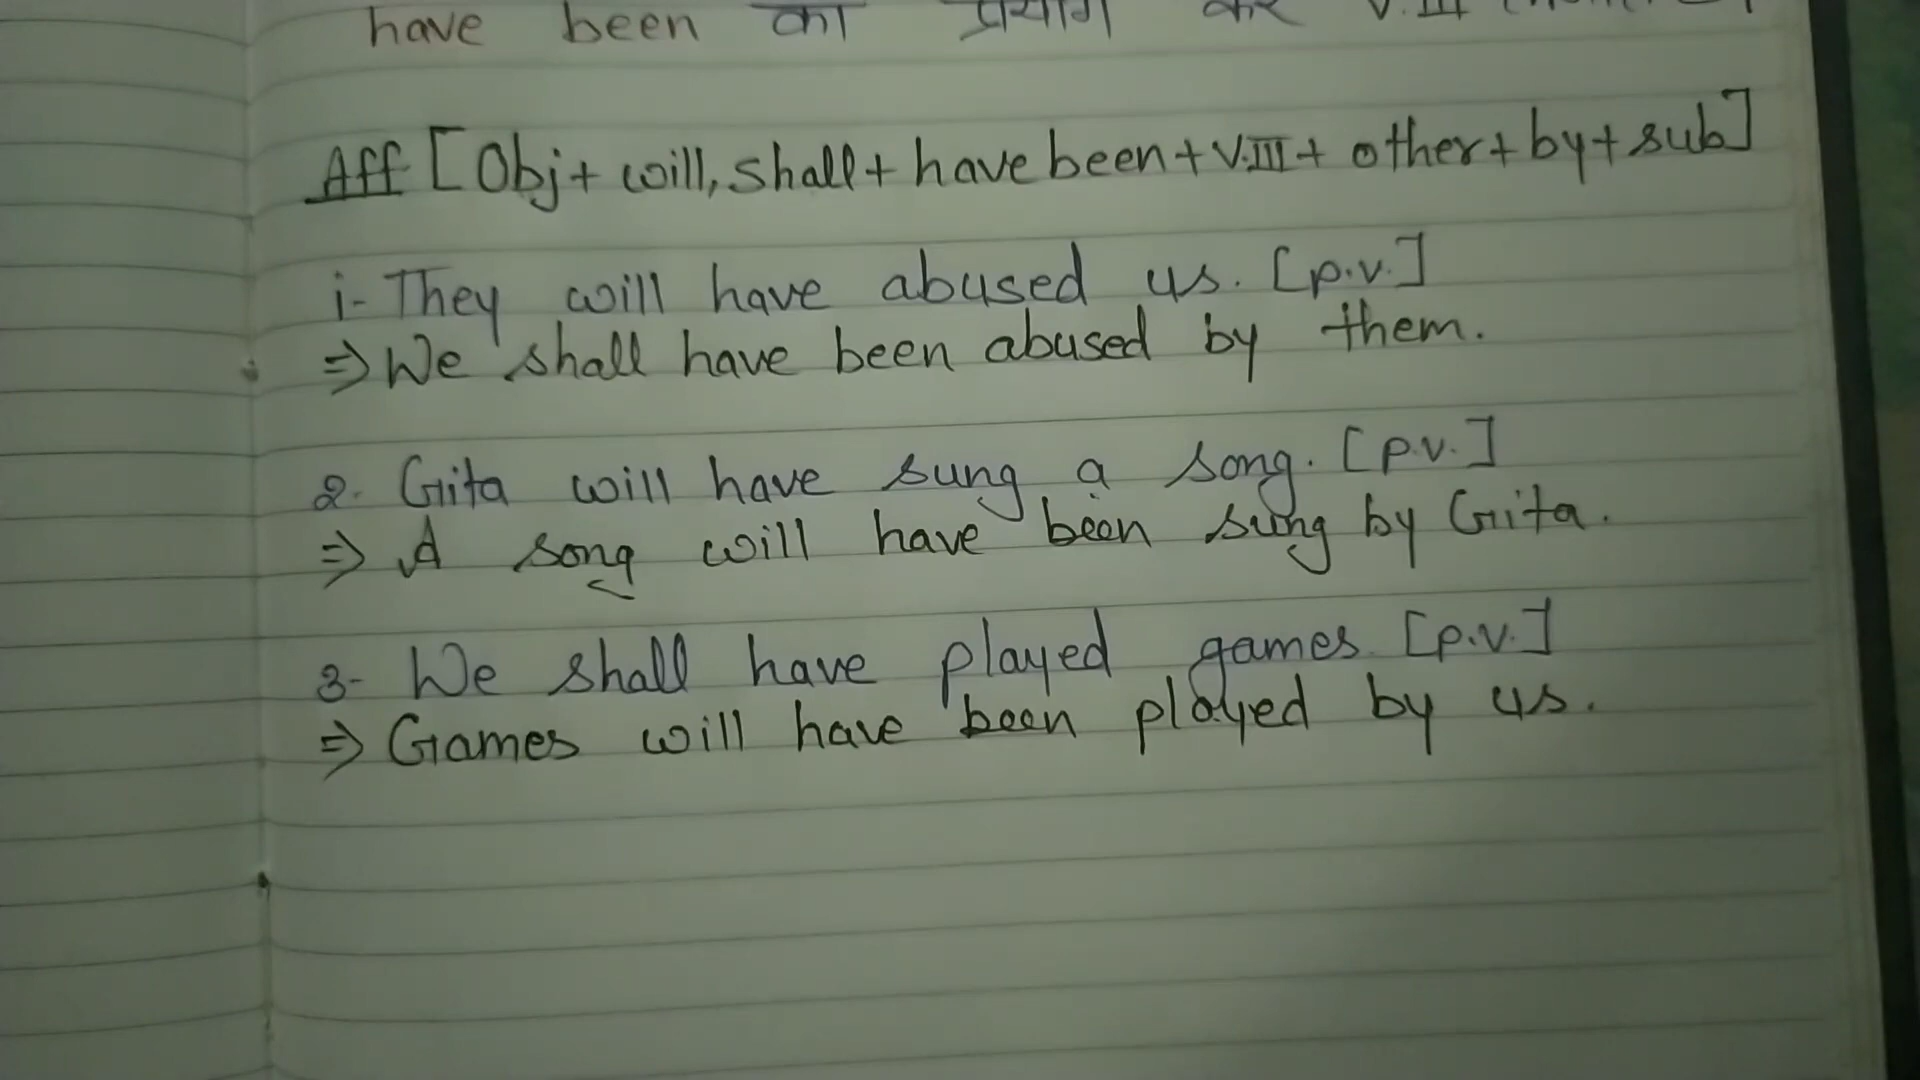 have been का प्रयोग कर V.III
Aff [Obj + will, shall + have been + V.III + other + by + sub]
i- They will have abused us. [p.v.]
⇒ We shall have been abused by them.
2- Gita will have sung a song. [p.v.]
⇒ A song will have been sung by Gita.
3- We shall have played games. [p.v.]
⇒ Games will have been played by us.